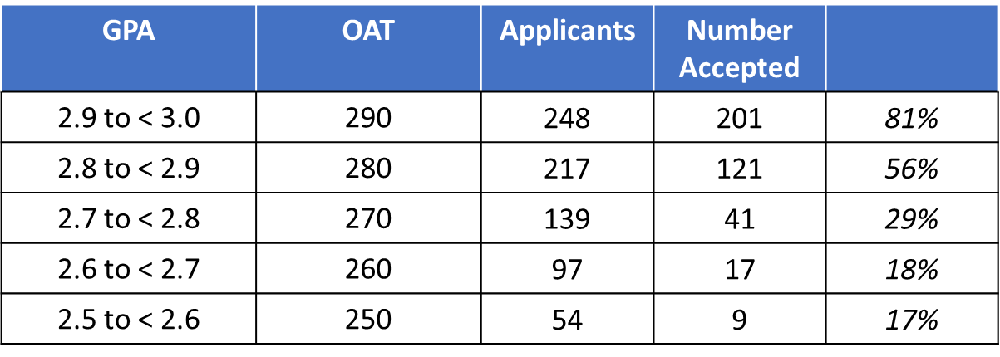 GPA OAT Applicants Number Accepted
2.9 to < 3.0 290 248 201 81%
2.8 to < 2.9 280 217 121 56%
2.7 to < 2.8 270 139 41 29%
2.6 to < 2.7 260 97 17 18%
2.5 to < 2.6 250 54 9 17%